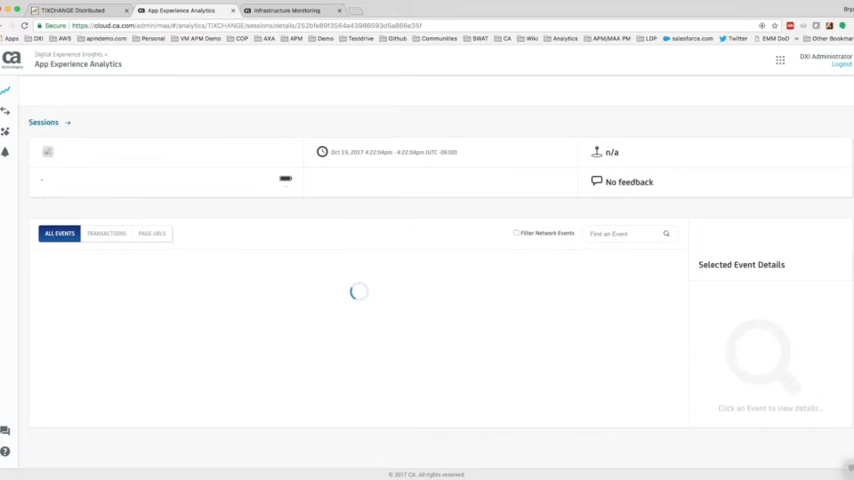 TIXCHANGE Distributed
App Experience Analytics
Infrastructure Monitoring
Secure
https://cloud.ca.com/admin/maa/#/analytics/TIXCHANGE/sessions/details/252bfe89f3564a43986593d5a866e35f
Apps DXI AWS apmdemo.com Personal VM APM Demo COP AXA APM Demo Testdrive Github Communities SWAT CA Wiki Analytics APM/MAA PM LDP salesforce.com Twitter EMM DoD Other Bookmar
ca technologies
Digital Experience Insights
App Experience Analytics
DXI Administrator
Logout
Sessions
Oct 19, 2017 4:22:04pm - 4:22:04pm (UTC -06:00)
n/a
-
No feedback
ALL EVENTS TRANSACTIONS PAGE URLS
Filter Network Events
Find an Event
Selected Event Details
Click an Event to view details...
© 2017 CA. All rights reserved.